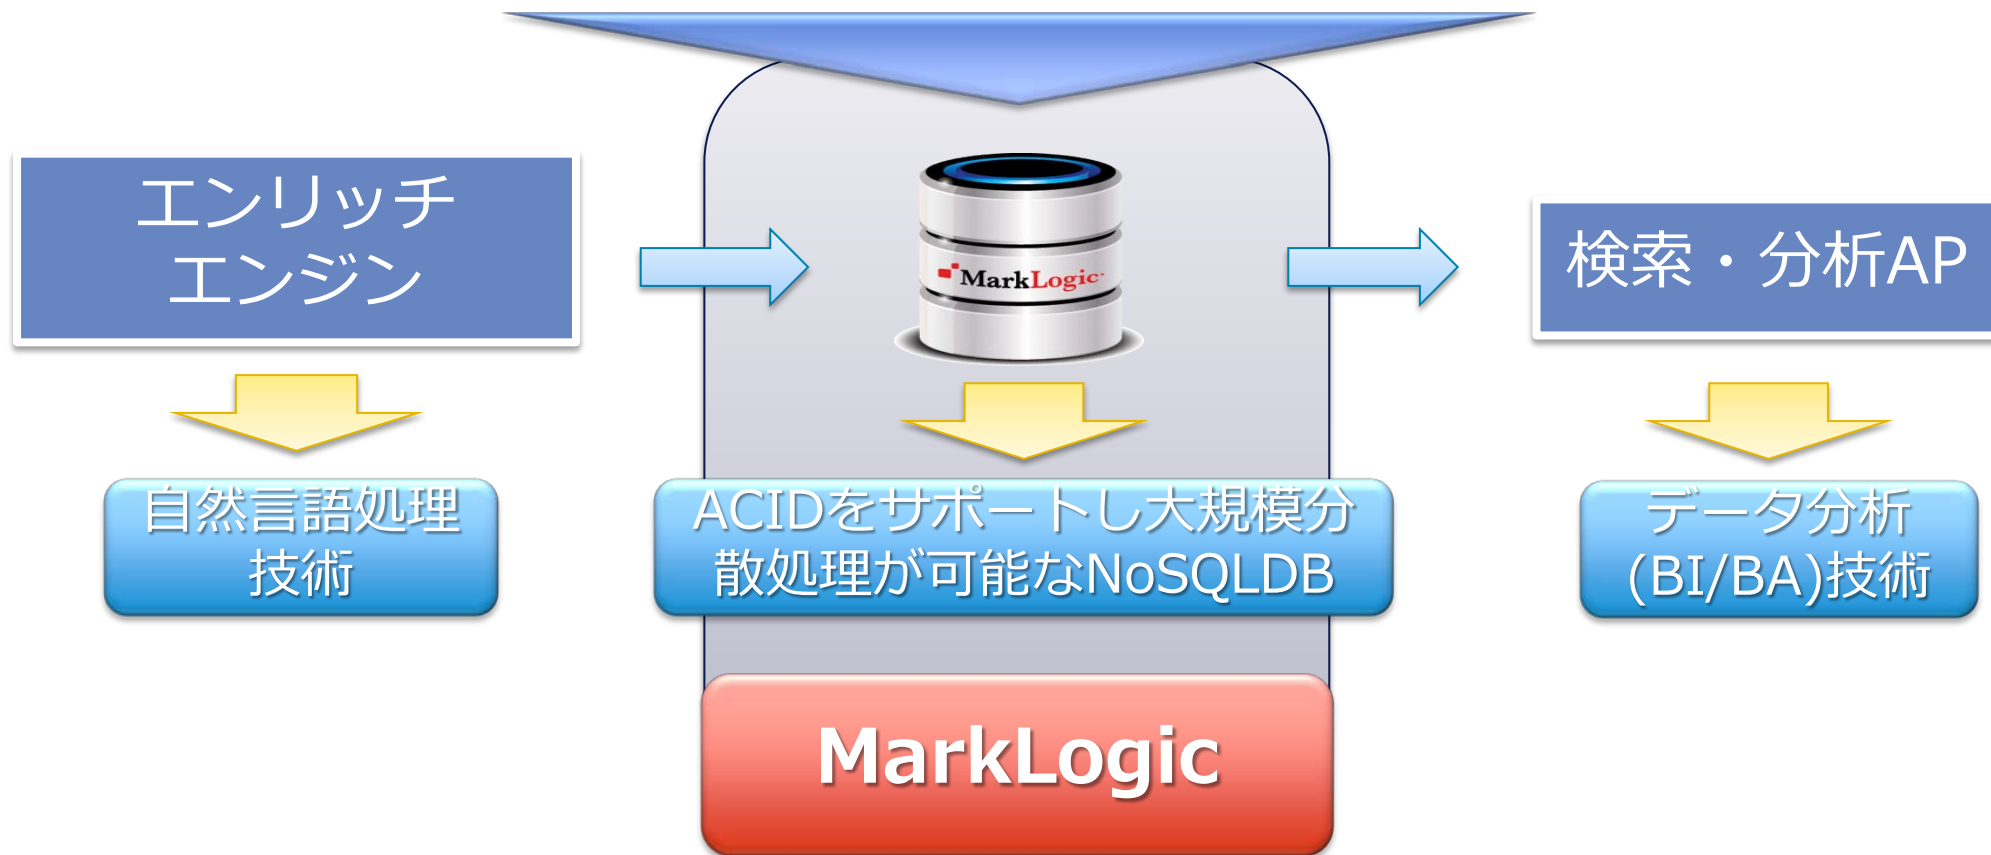 エンリッチ
エンジン
MarkLogic
検索・分析AP
自然言語処理
技術
ACIDをサポートし大規模分
散処理が可能なNoSQLDB
データ分析
(BI/BA)技術
MarkLogic